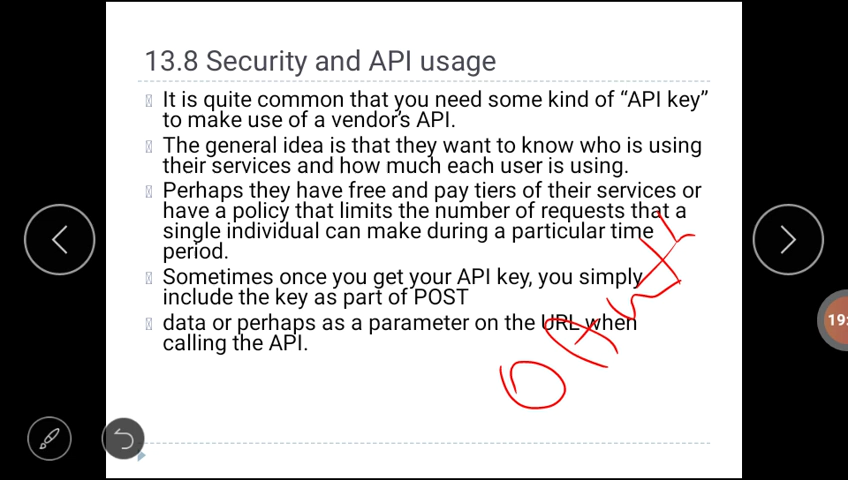 13.8 Security and API usage
It is quite common that you need some kind of “API key”
to make use of a vendor's API.
The general idea is that they want to know who is using
their services and how much each user is using.
Perhaps they have free and pay tiers of their services or
have a policy that limits the number of requests that a
single individual can make during a particular time
period.
Sometimes once you get your API key, you simply
include the key as part of POST
data or perhaps as a parameter on the URL when
calling the API.
OAuth
19